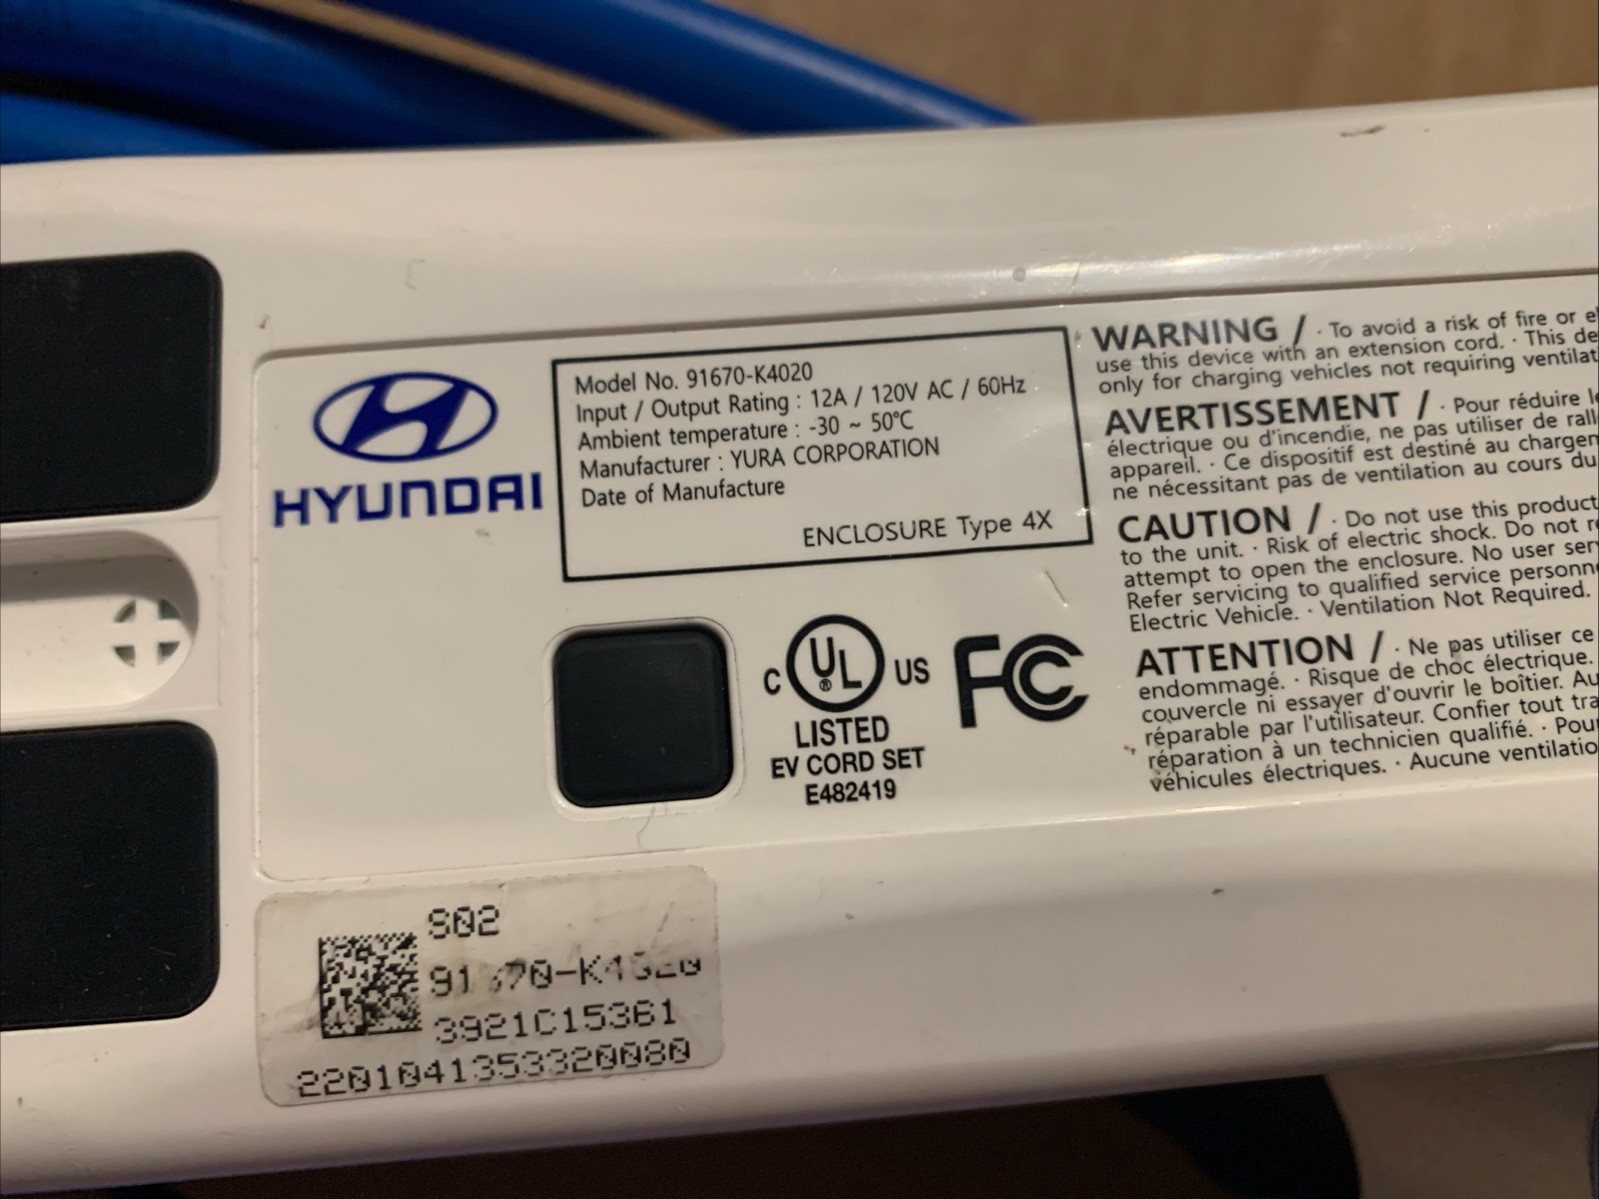 HYUNDAI
Model No. 91670-K4020
Input / Output Rating : 12A / 120V AC / 60Hz
Ambient temperature : -30 ~ 50℃
Manufacturer : YURA CORPORATION
Date of Manufacture
ENCLOSURE Type 4X
C UL® US
LISTED
EV CORD SET
E482419
FC
WARNING / · To avoid a risk of fire or
use this device with an extension cord. · This
only for charging vehicles not requiring
AVERTISSEMENT / · Pour réduire
électrique ou d'incendie, ne pas utiliser de
appareil. · Ce dispositif est destiné au
ne nécessitant pas de ventilation au cours du
CAUTION / · Do not use this product
to the unit. · Risk of electric shock. Do not
attempt to open the enclosure. No user
Refer servicing to qualified service
Electric Vehicle. · Ventilation Not Required.
ATTENTION / · Ne pas utiliser ce
endommagé. · Risque de choc électrique.
couvercle ni essayer d'ouvrir le boîtier.
réparable par l'utilisateur. Confier tout
réparation à un technicien qualifié. ·
véhicules électriques. · Aucune
S02
3921C15361
2201041353320080